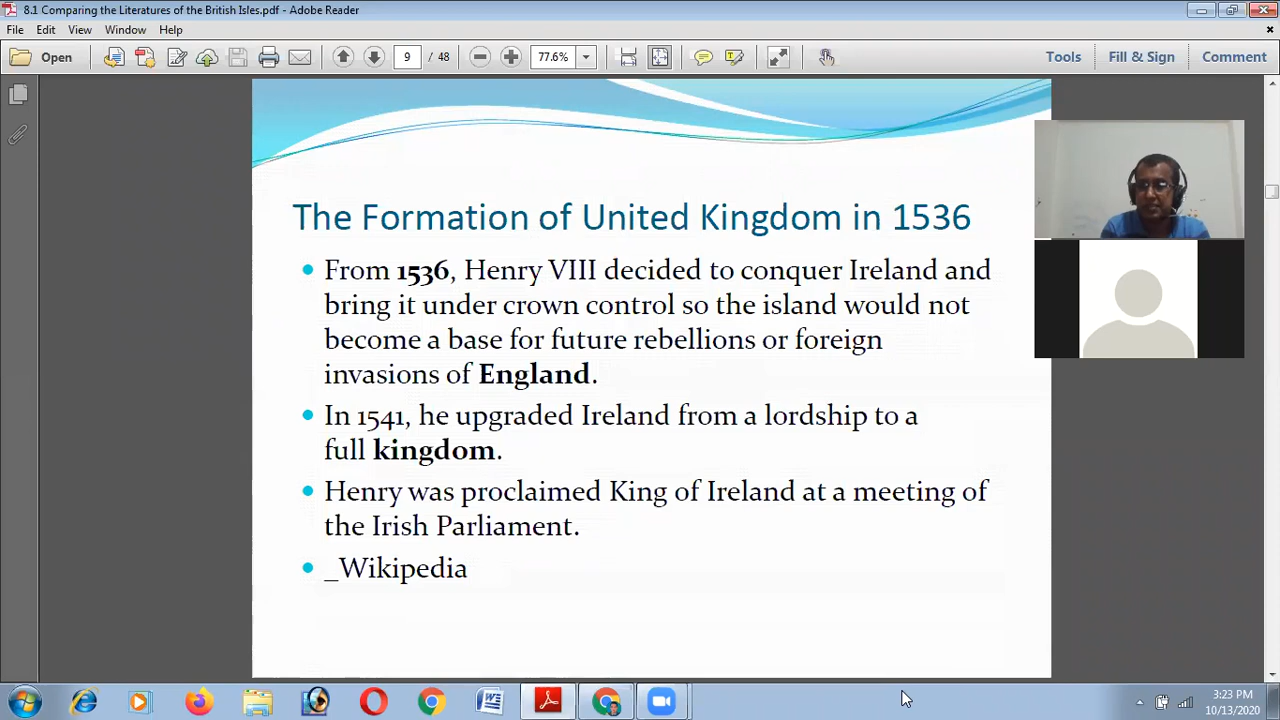 8.1 Comparing the Literatures of the British Isles.pdf - Adobe Reader
File Edit View Window Help
Open 9 / 48 77.6% Tools Fill & Sign Comment
The Formation of United Kingdom in 1536
• From 1536, Henry VIII decided to conquer Ireland and
bring it under crown control so the island would not
become a base for future rebellions or foreign
invasions of England.
• In 1541, he upgraded Ireland from a lordship to a
full kingdom.
• Henry was proclaimed King of Ireland at a meeting of
the Irish Parliament.
• _Wikipedia
3:23 PM
10/13/2020